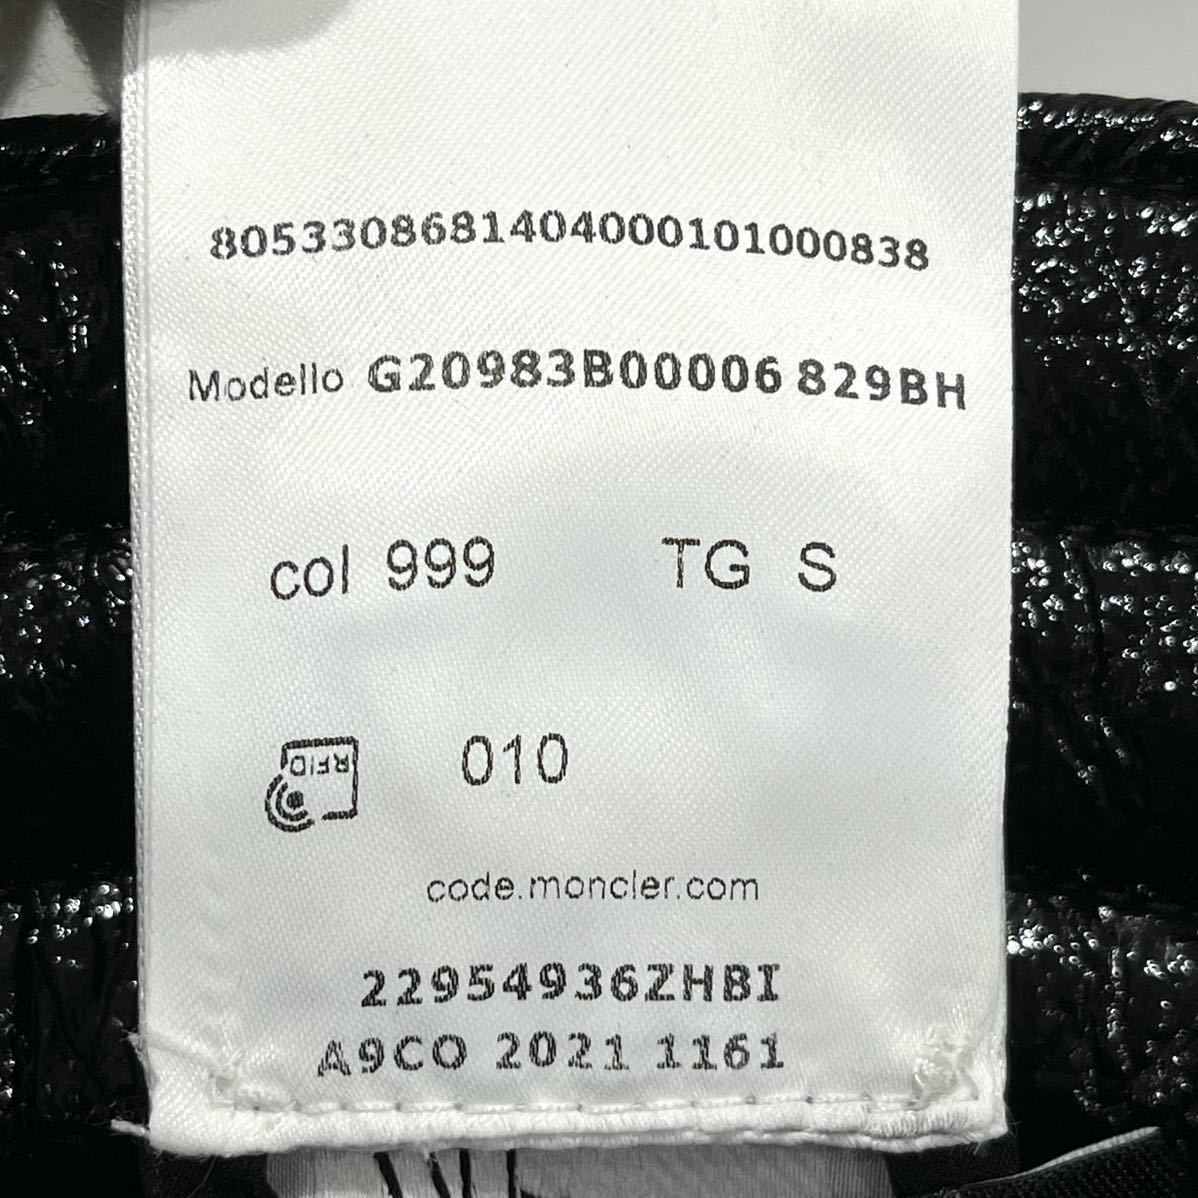 8053308681404000101000838
Modello G20983B00006 829BH
col 999 TG S
RFID 010
code.moncler.com
22954936ZHBI
A9CO 2021 1161